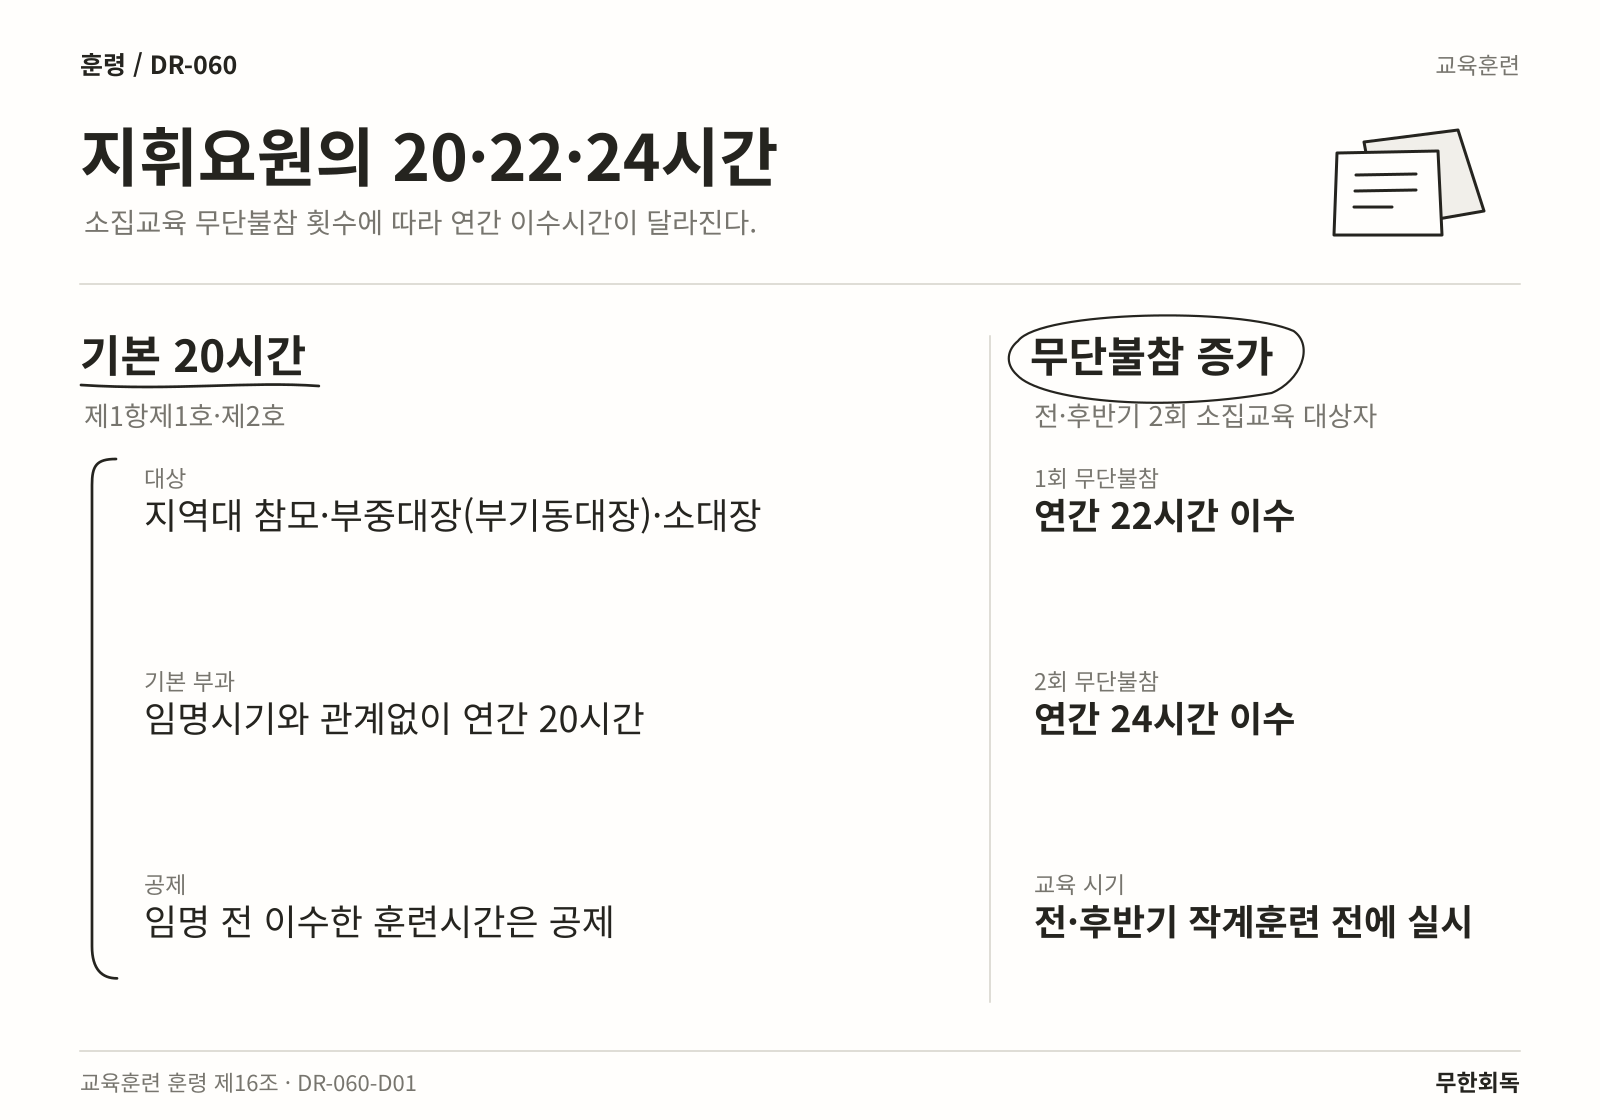 훈령 / DR-060
교육훈련
지휘요원의 20·22·24시간
소집교육 무단불참 횟수에 따라 연간 이수시간이 달라진다.
기본 20시간
제1항제1호·제2호
대상
지역대 참모·부중대장(부기동대장)·소대장
기본 부과
임명시기와 관계없이 연간 20시간
공제
임명 전 이수한 훈련시간은 공제
무단불참 증가
전·후반기 2회 소집교육 대상자
1회 무단불참
연간 22시간 이수
2회 무단불참
연간 24시간 이수
교육 시기
전·후반기 작계훈련 전에 실시
교육훈련 훈령 제16조 · DR-060-D01
무한회독